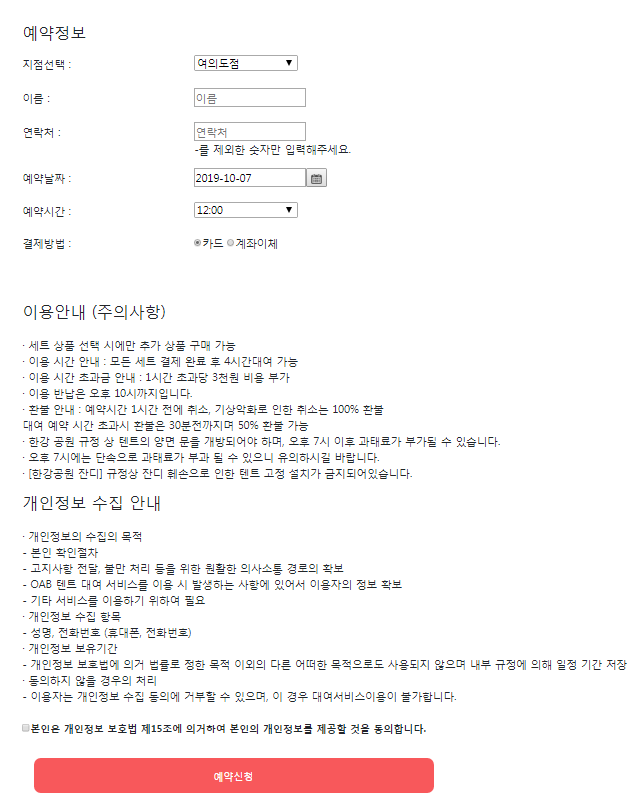 예약정보
지점선택 : 여의도점
이름 : 이름
연락처 : 연락처
-를 제외한 숫자만 입력해주세요.
예약날짜 : 2019-10-07
예약시간 : 12:00
결제방법 : 카드 계좌이체
이용안내 (주의사항)
· 세트 상품 선택 시에만 추가 상품 구매 가능
· 이용 시간 안내 : 모든 세트 결제 완료 후 4시간대여 가능
· 이용 시간 초과금 안내 : 1시간 초과당 3천원 비용 부가
· 이용 반납은 오후 10시까지입니다.
· 환불 안내 : 예약시간 1시간 전에 취소, 기상악화로 인한 취소는 100% 환불
대여 예약 시간 초과시 환불은 30분전까지며 50% 환불 가능
· 한강 공원 규정 상 텐트의 양면 문을 개방되어야 하며, 오후 7시 이후 과태료가 부가될 수 있습니다.
· 오후 7시에는 단속으로 과태료가 부과 될 수 있으니 유의하시길 바랍니다.
· [한강공원 잔디] 규정상 잔디 훼손으로 인한 텐트 고정 설치가 금지되어있습니다.
개인정보 수집 안내
· 개인정보의 수집의 목적
- 본인 확인절차
- 고지사항 전달, 불만 처리 등을 위한 원활한 의사소통 경로의 확보
- OAB 텐트 대여 서비스를 이용 시 발생하는 사항에 있어서 이용자의 정보 확보
- 기타 서비스를 이용하기 위하여 필요
· 개인정보 수집 항목
- 성명, 전화번호 (휴대폰, 전화번호)
· 개인정보 보유기간
- 개인정보 보호법에 의거 법률로 정한 목적 이외의 다른 어떠한 목적으로도 사용되지 않으며 내부 규정에 의해 일정 기간 저장
· 동의하지 않을 경우의 처리
- 이용자는 개인정보 수집 동의에 거부할 수 있으며, 이 경우 대여서비스이용이 불가합니다.
본인은 개인정보 보호법 제15조에 의거하여 본인의 개인정보를 제공할 것을 동의합니다.
예약신청